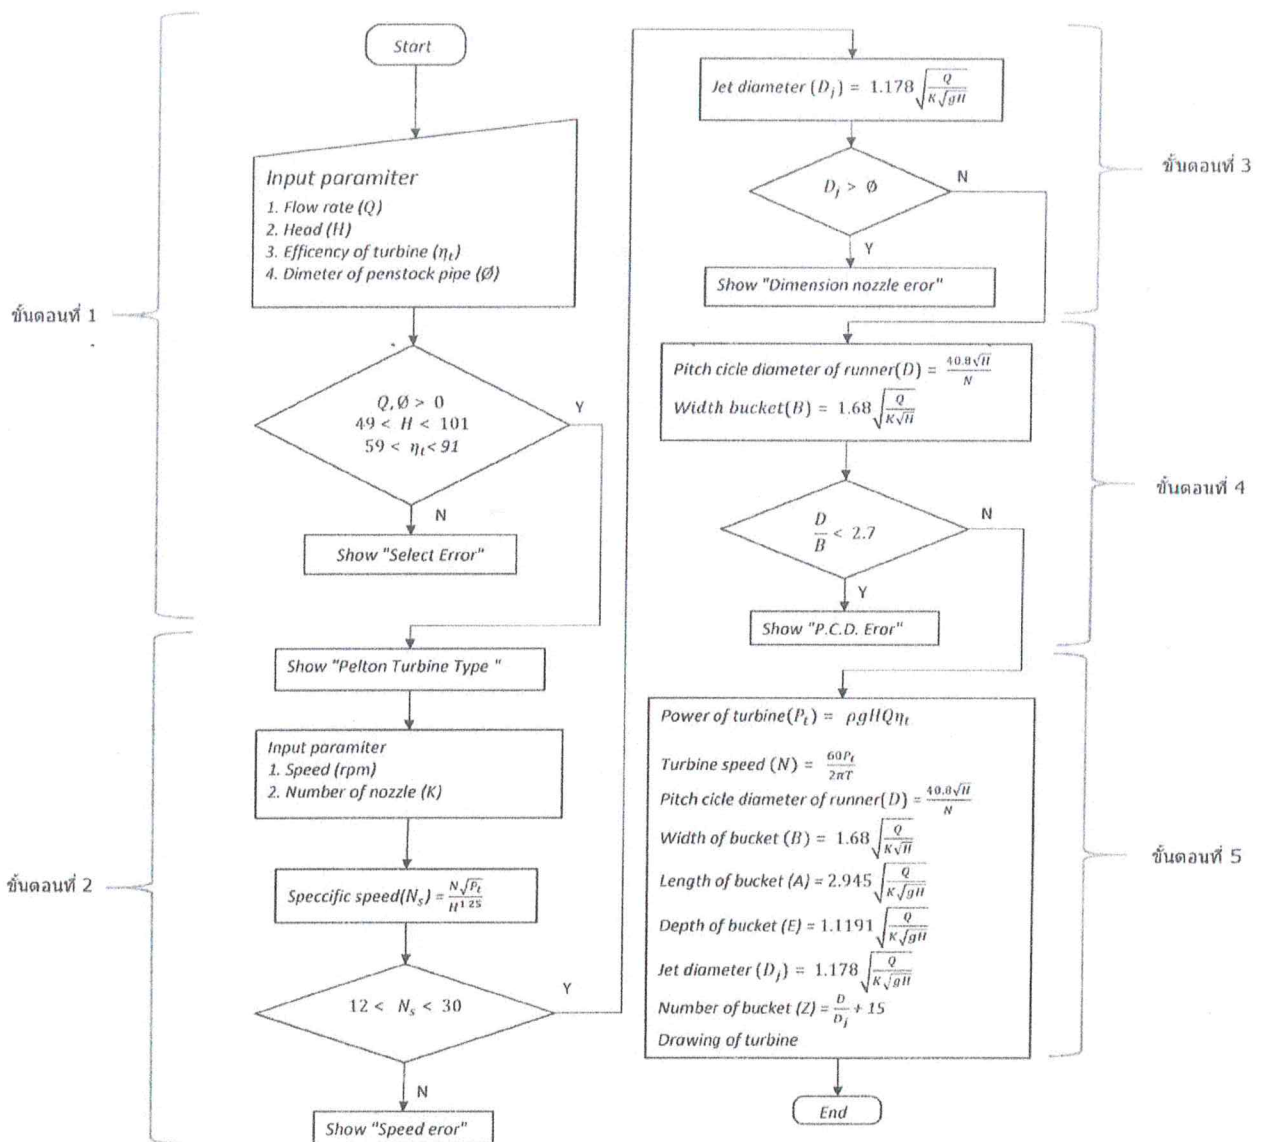 Start
Input paramiter
1. Flow rate (Q)
2. Head (H)
3. Efficency of turbine (ηt)
4. Dimeter of penstock pipe (Ø)
Q, Ø > 0
49 < H < 101
59 < ηt < 91
Y
N
Show "Select Error"
ขั้นตอนที่ 1
Show "Pelton Turbine Type "
Input paramiter
1. Speed (rpm)
2. Number of nozzle (K)
Speccific speed(Ns) = N√Pt / H^1.25
12 < Ns < 30
Y
N
Show "Speed eror"
ขั้นตอนที่ 2
Jet diameter (Dj) = 1.178 √(Q / K√gH)
Dj > Ø
N
Y
Show "Dimension nozzle eror"
ขั้นตอนที่ 3
Pitch cicle diameter of runner(D) = 40.8√H / N
Width bucket(B) = 1.68 √(Q / K√H)
D / B < 2.7
N
Y
Show "P.C.D. Eror"
ขั้นตอนที่ 4
Power of turbine(Pt) = ρgHQηt
Turbine speed (N) = 60Pt / 2πT
Pitch cicle diameter of runner(D) = 40.8√H / N
Width of bucket (B) = 1.68 √(Q / K√H)
Length of bucket (A) = 2.945 √(Q / K√gH)
Depth of bucket (E) = 1.1191 √(Q / K√gH)
Jet diameter (Dj) = 1.178 √(Q / K√gH)
Number of bucket (Z) = D / Dj + 15
Drawing of turbine
ขั้นตอนที่ 5
End